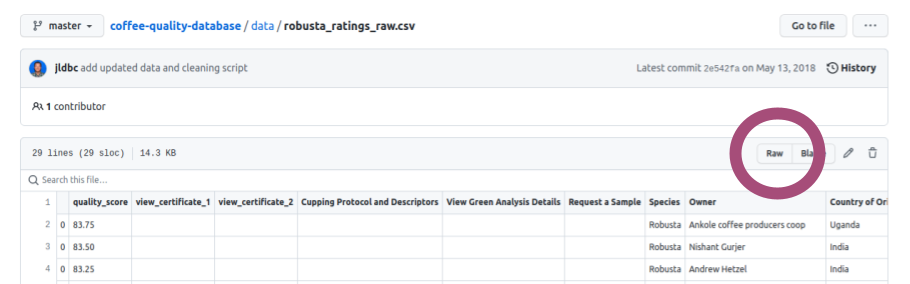 master coffee-quality-database / data / robusta_ratings_raw.csv Go to file ...
jldbc add updated data and cleaning script Latest commit 2e542fa on May 13, 2018 History
1 contributor
29 lines (29 sloc) 14.3 KB Raw
Search this file...
1 quality_score view_certificate_1 view_certificate_2 Cupping Protocol and Descriptors View Green Analysis Details Request a Sample Species Owner Country of Ori
2 0 83.75 Robusta Ankole coffee producers coop Uganda
3 0 83.50 Robusta Nishant Gurjer India
4 0 83.25 Robusta Andrew Hetzel India